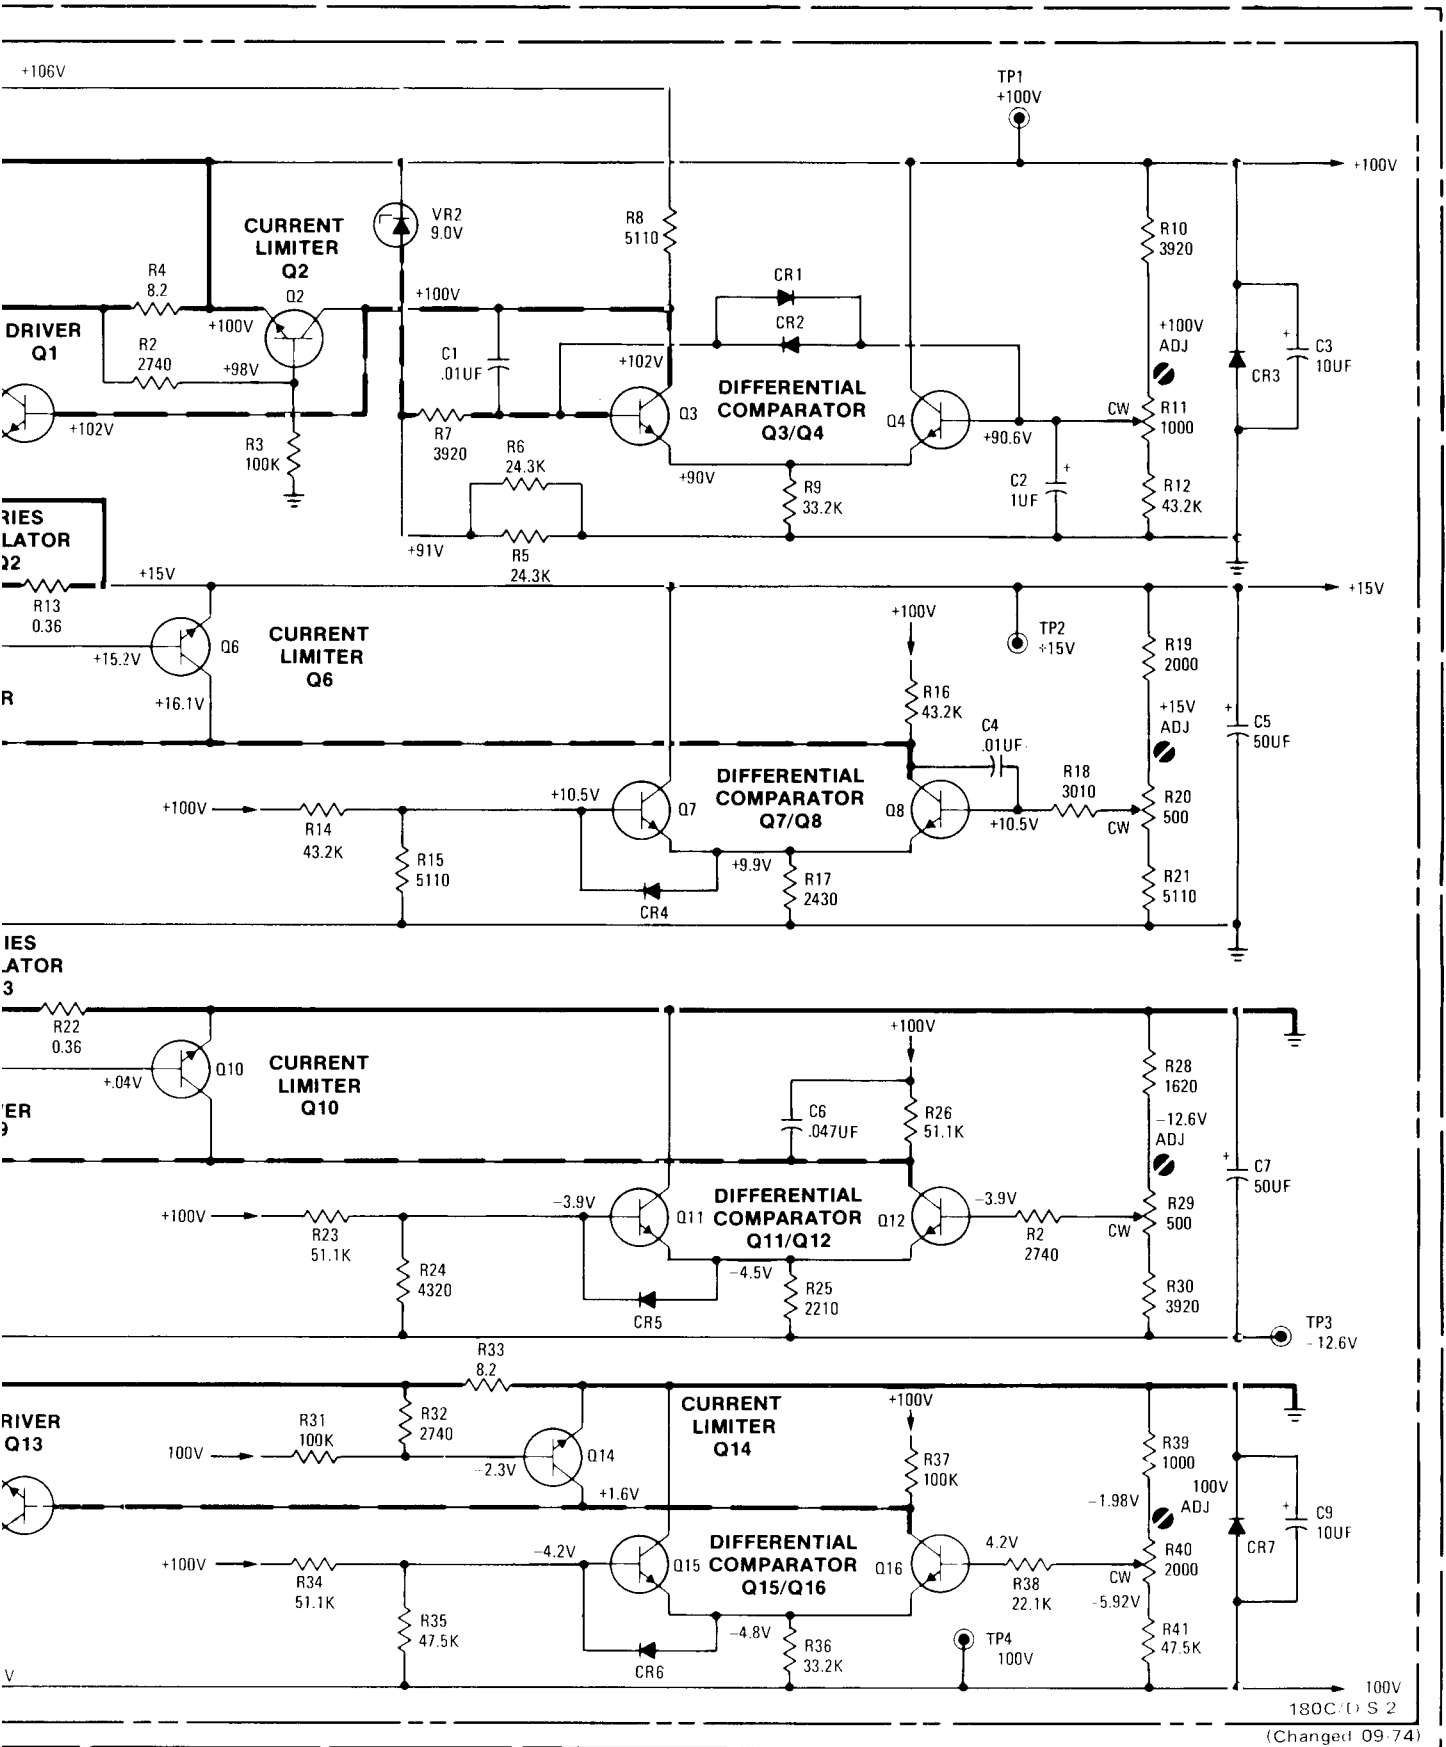 +106V
TP1
+100V
+100V
CURRENT
LIMITER
Q2
VR2
9.0V
R8
5110
R10
3920
R4
8.2
Q2
+100V
+100V
CR1
CR2
DRIVER
Q1
R2
2740
+98V
C1
.01UF
+102V
+100V
ADJ
CR3
C3
10UF
+102V
R3
100K
R7
3920
Q3
DIFFERENTIAL
COMPARATOR
Q3/Q4
Q4
+90.6V
CW
R11
1000
R6
24.3K
+90V
R9
33.2K
C2
1UF
+
R12
43.2K
RIES
LATOR
Q2
+91V
R5
24.3K
+15V
+15V
R13
0.36
+15.2V
Q6
CURRENT
LIMITER
Q6
+100V
TP2
+15V
R19
2000
R
+16.1V
R16
43.2K
+15V
ADJ
+
C5
50UF
C4
.01UF
+100V
R14
43.2K
+10.5V
Q7
DIFFERENTIAL
COMPARATOR
Q7/Q8
Q8
R18
3010
+10.5V
CW
R20
500
R15
5110
CR4
+9.9V
R17
2430
R21
5110
IES
LATOR
3
R22
0.36
+.04V
Q10
CURRENT
LIMITER
Q10
+100V
R28
1620
ER
9
C6
.047UF
R26
51.1K
-12.6V
ADJ
+
C7
50UF
+100V
R23
51.1K
-3.9V
Q11
DIFFERENTIAL
COMPARATOR
Q11/Q12
Q12
-3.9V
R2
2740
CW
R29
500
R24
4320
CR5
-4.5V
R25
2210
R30
3920
TP3
-12.6V
R33
8.2
RIVER
Q13
R31
100K
100V
R32
2740
-2.3V
Q14
CURRENT
LIMITER
Q14
+100V
R37
100K
R39
1000
+1.6V
-1.98V
100V
ADJ
CR7
+
C9
10UF
+100V
R34
51.1K
-4.2V
Q15
DIFFERENTIAL
COMPARATOR
Q15/Q16
Q16
4.2V
R38
22.1K
CW
R40
2000
-5.92V
R35
47.5K
CR6
-4.8V
R36
33.2K
TP4
100V
R41
47.5K
V
100V
180C/D S 2
(Changed 09-74)